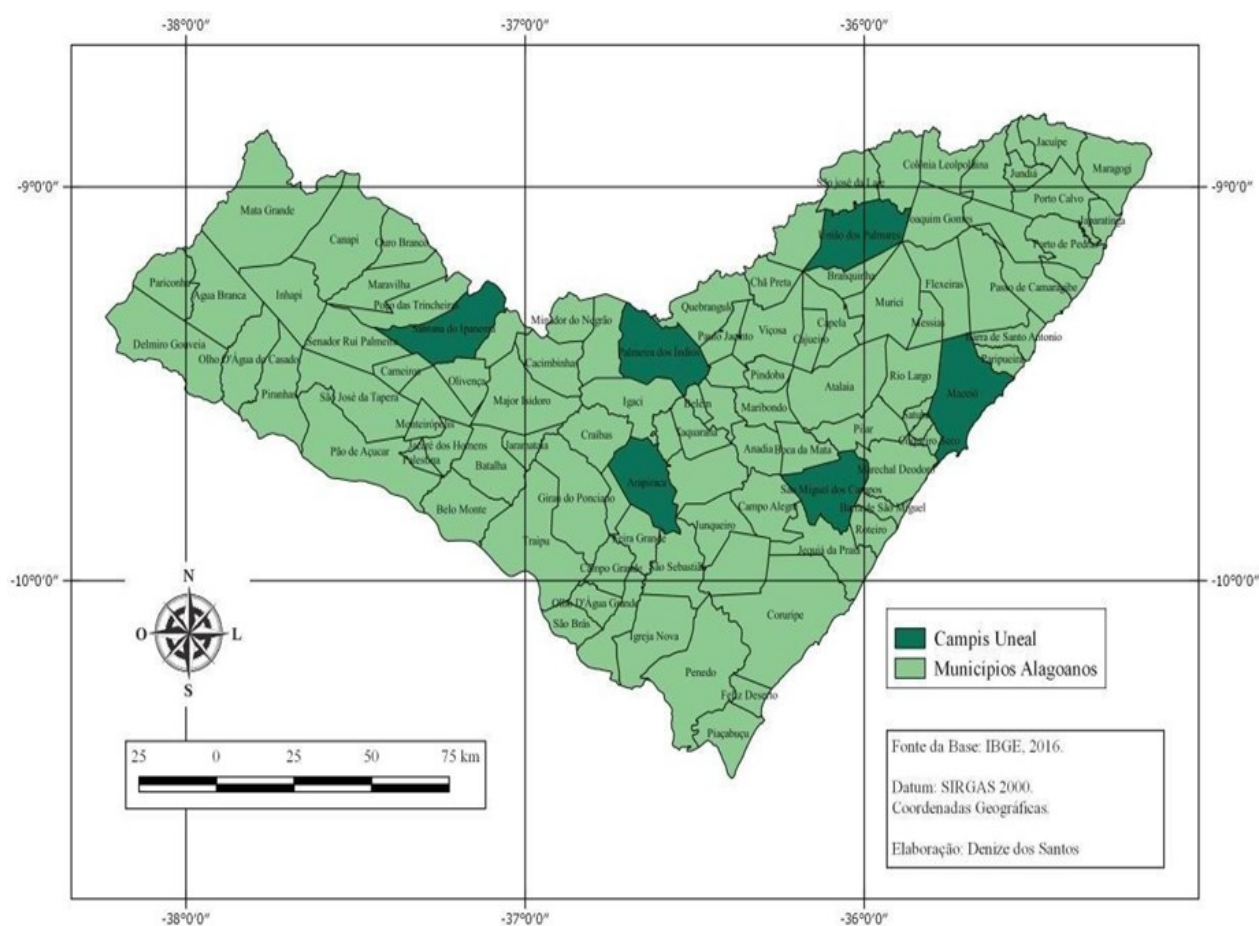 -38°0'0"
-37°0'0"
-36°0'0"
-9°0'0"
-9°0'0"
Jacuipe
Colônia Leolpoldina
Maragogi
Jundiá
São José da Laje
Porto Calvo
Mata Grande
Japaratinga
Joaquim Gomes
União dos Palmares
Canapi
Ouro Branco
Porto de Pedras
Branquinha
Pariconha
Maravilha
Chã Preta
Flexeiras
Passo de Camaragibe
Água Branca
Inhapi
Poço das Trincheiras
Quebrangulo
Murici
Santana do Ipanema
Minador do Negrão
Viçosa
Capela
Messias
Delmiro Gouveia
Senador Rui Palmeira
Paulo Jacinto
Cajueiro
Barra de Santo Antonio
Olho D'Água do Casado
Palmeira dos Índios
Paripueira
Cacimbinhas
Carneiros
Pindoba
Rio Largo
Olivença
Atalaia
Piranhas
São José da Tapera
Major Isidoro
Igaci
Belém
Maribondo
Maceió
Satuba
Monteirópolis
Craíbas
Taquarana
Pilar
Coqueiro Seco
Jacaré dos Homens
Jaramataia
Anadia
Boca da Mata
Pão de Açucar
Palestina
Batalha
Marechal Deodoro
Arapiraca
São Miguel dos Campos
Girau do Ponciano
Campo Alegre
Barra de São Miguel
Belo Monte
Junqueiro
Roteiro
Traipu
Feira Grande
Jequiá da Praia
Campo Grande
São Sebastião
-10°0'0"
-10°0'0"
Olho D'Água Grande
São Brás
Coruripe
Igreja Nova
Penedo
Feliz Deserto
Piaçabuçu
N
O
L
S
25 0 25 50 75 km
Campis Uneal
Municípios Alagoanos
Fonte da Base: IBGE, 2016.
Datum: SIRGAS 2000.
Coordenadas Geográficas.
Elaboração: Denize dos Santos
-38°0'0"
-37°0'0"
-36°0'0"